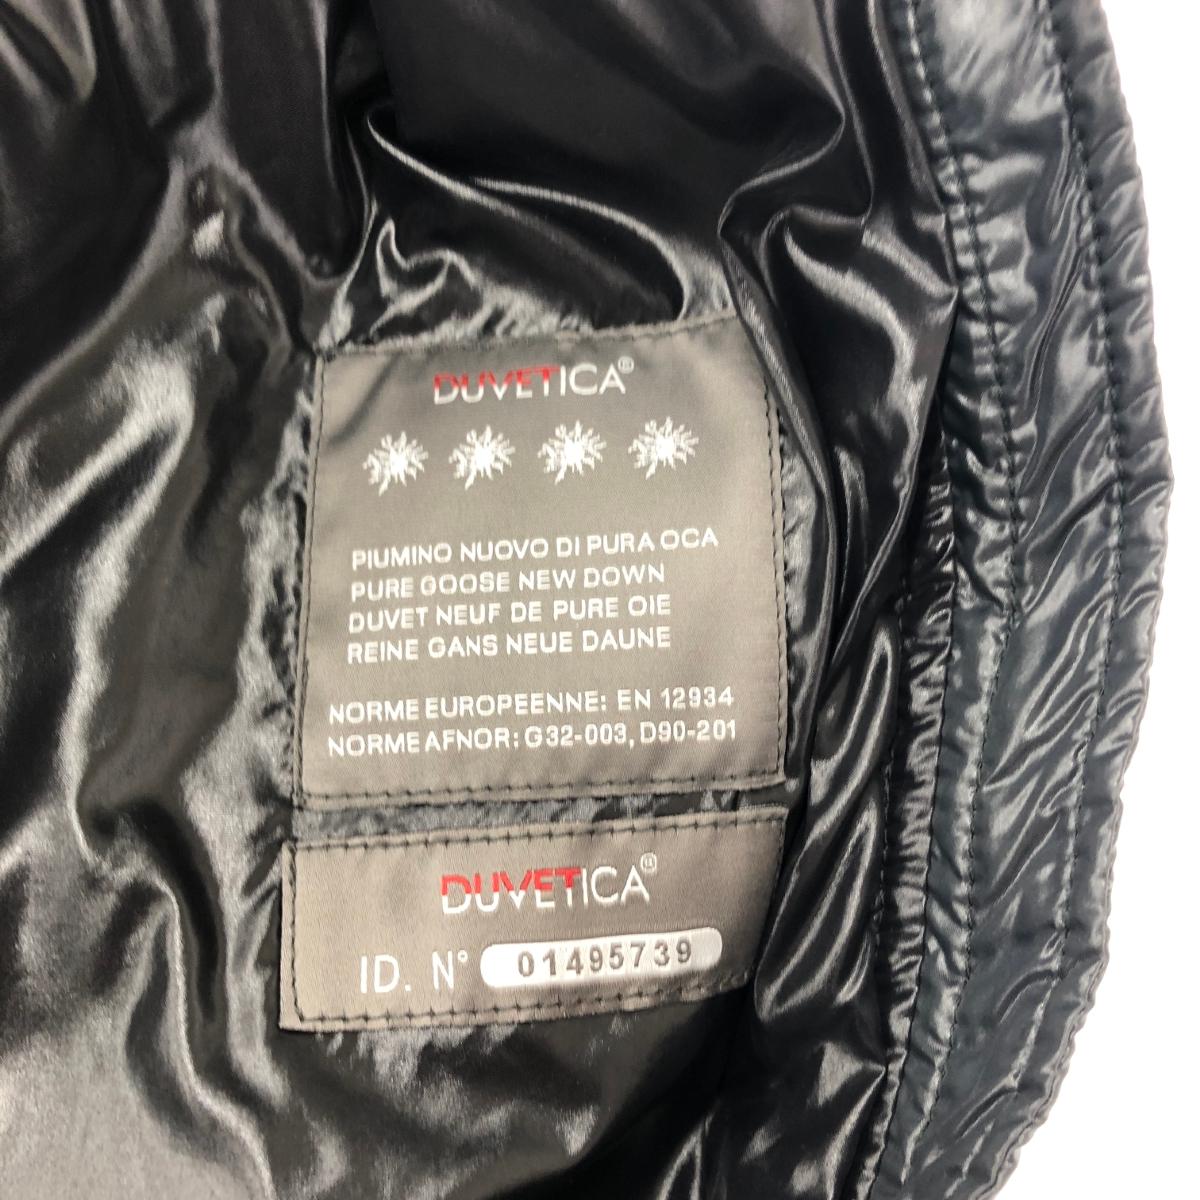 DUVETICA®
PIUMINO NUOVO DI PURA OCA
PURE GOOSE NEW DOWN
DUVET NEUF DE PURE OIE
REINE GANS NEUE DAUNE
NORME EUROPEENNE: EN 12934
NORME AFNOR: G32-003, D90-201
DUVETICA®
ID. N° 01495739